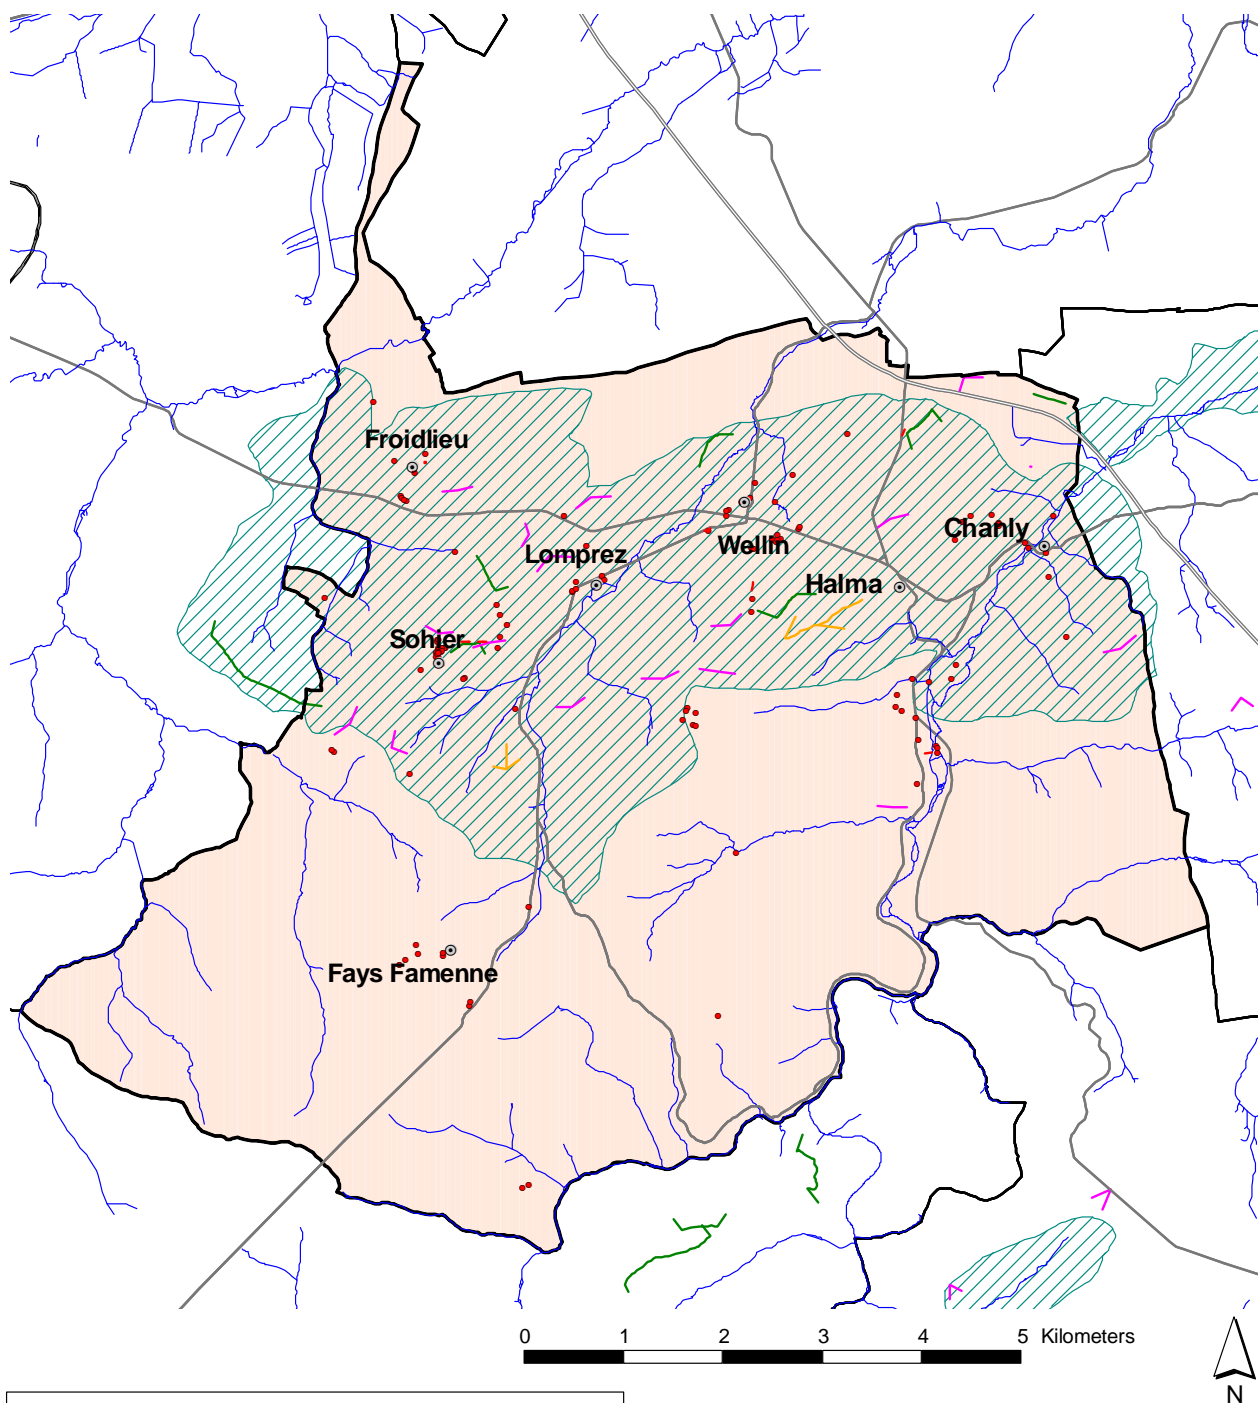 Froidlieu
Chanly
Wellin
Lomprez
Halma
Sohier
Fays Famenne
0 1 2 3 4 5 Kilometers
N